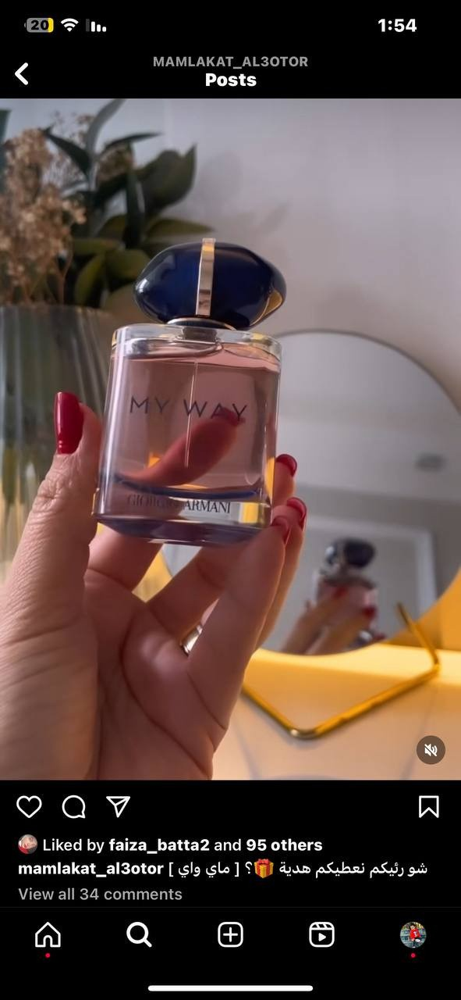 20
1:54
MAMLAKAT_AL3OTOR
Posts
MY WAY
GIORGIO ARMANI
Liked by faiza_batta2 and 95 others
mamlakat_al3otor [ ماي واي ] شو رئيكم نعطيكم هدية 🎁؟
View all 34 comments